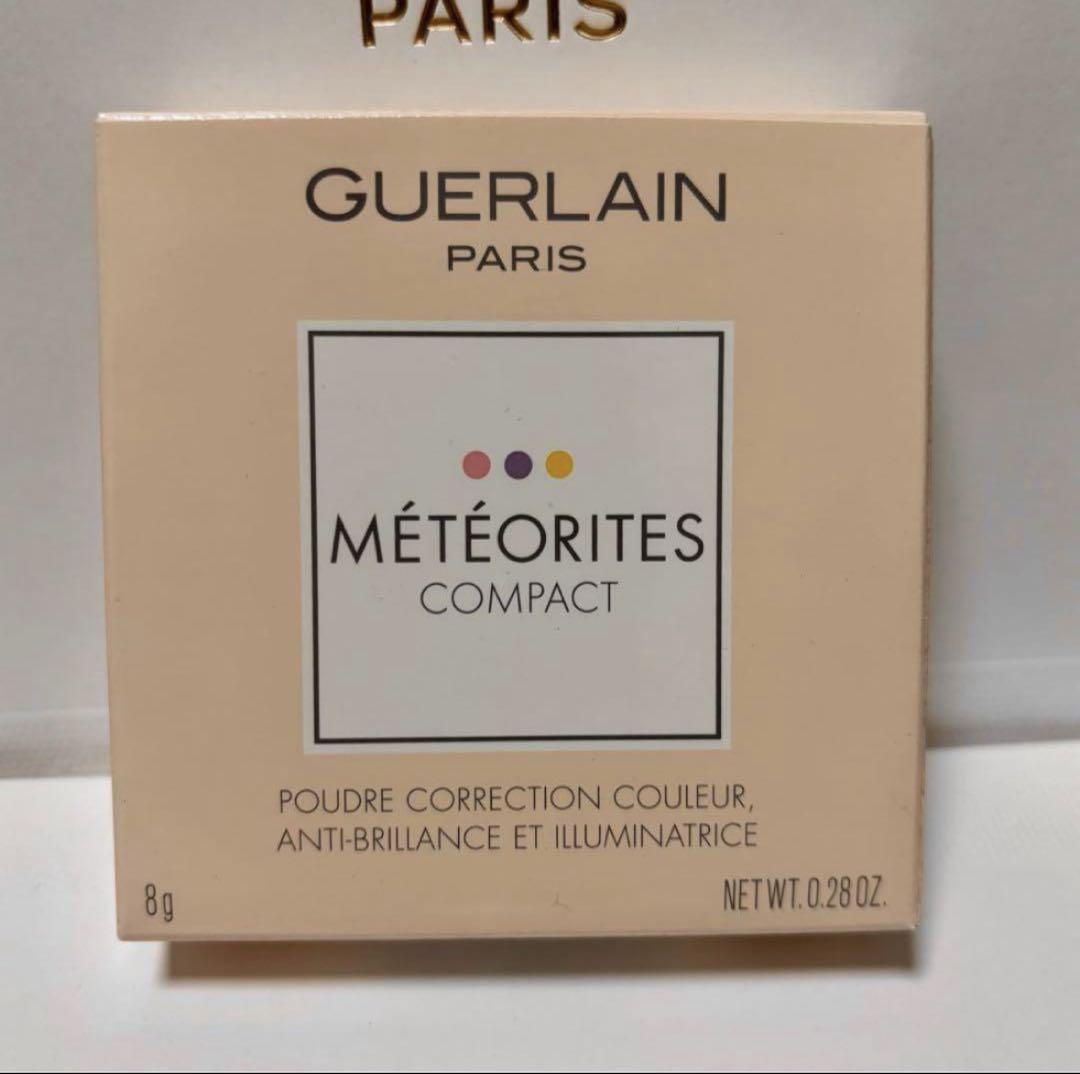 PARIS
GUERLAIN
PARIS
MÉTÉORITES
COMPACT
POUDRE CORRECTION COULEUR,
ANTI-BRILLANCE ET ILLUMINATRICE
8g
NET WT. 0.28 OZ.